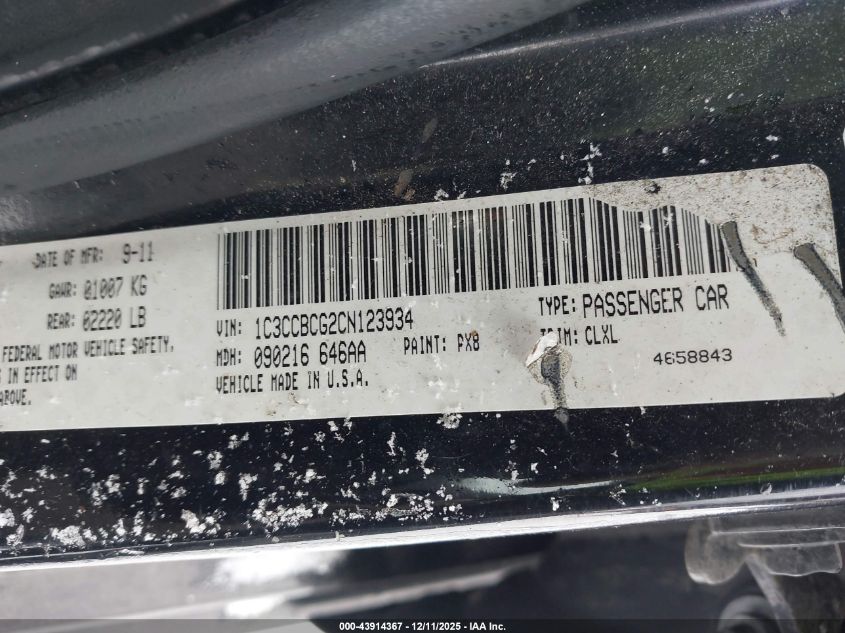 DATE OF MFR: 9-11
GAWR: 01007 KG
REAR: 02220 LB
FEDERAL MOTOR VEHICLE SAFETY,
IN EFFECT ON
ABOVE.
VIN: 1C3CCBCG2CN123934
TYPE: PASSENGER CAR
MDH: 090216 646AA
PAINT: PX8
TRIM: CLXL
VEHICLE MADE IN U.S.A.
4658843
000-43914367 - 12/11/2025 - IAA Inc.